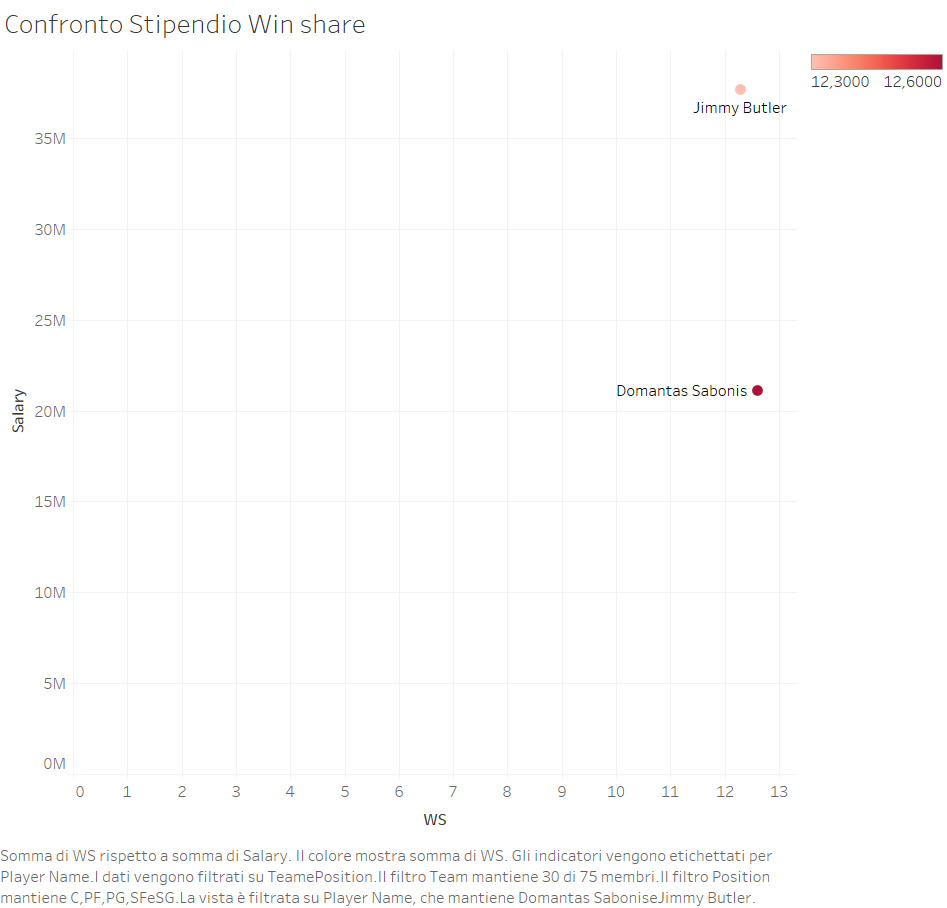 Confronto Stipendio Win share
12,3000 12,6000
Jimmy Butler
35M
30M
25M
Domantas Sabonis
20M
15M
10M
5M
0M
Salary
0 1 2 3 4 5 6 7 8 9 10 11 12 13
WS
Somma di WS rispetto a somma di Salary. Il colore mostra somma di WS. Gli indicatori vengono etichettati per
Player Name.I dati vengono filtrati su TeamePosition.Il filtro Team mantiene 30 di 75 membri.Il filtro Position
mantiene C,PF,PG,SFeSG.La vista è filtrata su Player Name, che mantiene Domantas SaboniseJimmy Butler.